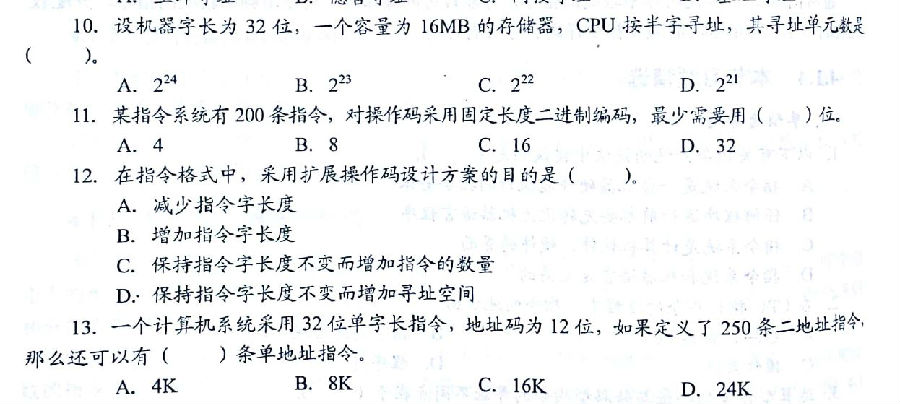 10. 设机器字长为 32 位，一个容量为 16MB 的存储器，CPU 按半字寻址，其寻址单元数是
（　　）。
A. 2²⁴　　B. 2²³　　C. 2²²　　D. 2²¹
11. 某指令系统有 200 条指令，对操作码采用固定长度二进制编码，最少需要用（　　）位。
A. 4　　B. 8　　C. 16　　D. 32
12. 在指令格式中，采用扩展操作码设计方案的目的是（　　）。
A. 减少指令字长度
B. 增加指令字长度
C. 保持指令字长度不变而增加指令的数量
D. 保持指令字长度不变而增加寻址空间
13. 一个计算机系统采用 32 位单字长指令，地址码为 12 位，如果定义了 250 条二地址指令，
那么还可以有（　　）条单地址指令。
A. 4K　　B. 8K　　C. 16K　　D. 24K